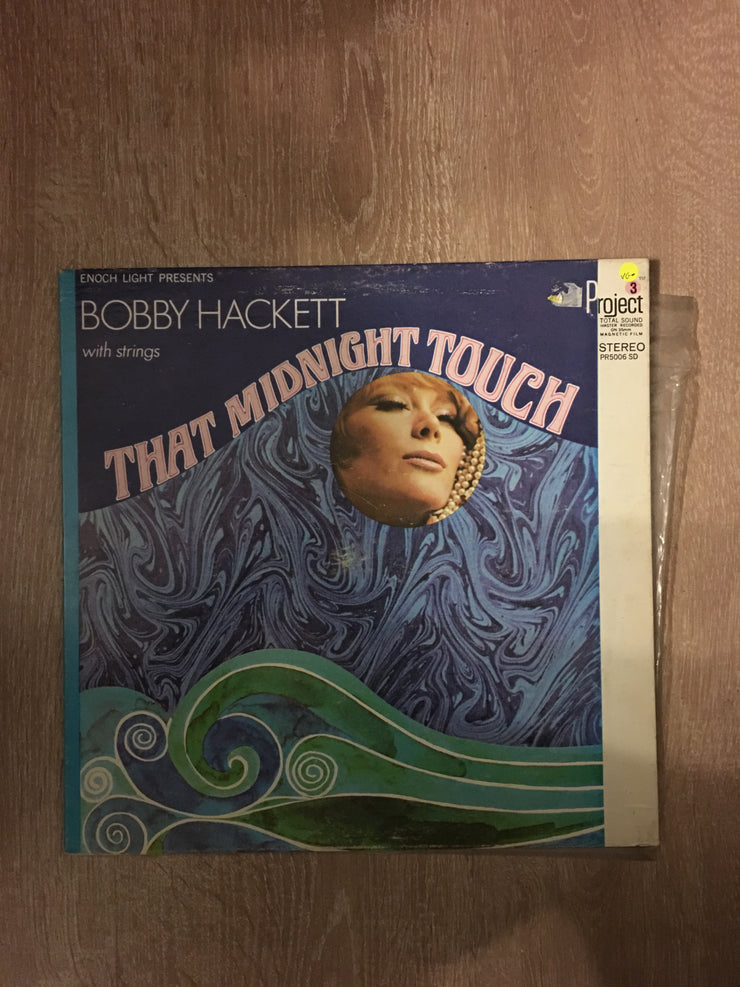 ENOCH LIGHT PRESENTS
BOBBY HACKETT
with strings
THAT MIDNIGHT TOUCH
VG+
Project 3
TOTAL SOUND
MASTER RECORDED
ON 35mm
MAGNETIC FILM
STEREO
PR5006 SD